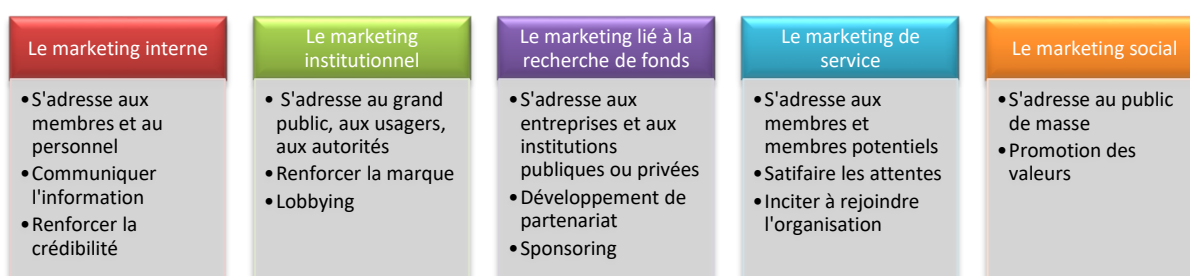 Le marketing interne
•S'adresse aux
membres et au
personnel
•Communiquer
l'information
•Renforcer la
crédibilité
Le marketing
institutionnel
• S'adresse au grand
public, aux usagers,
aux autorités
•Renforcer la marque
•Lobbying
Le marketing lié à la
recherche de fonds
•S'adresse aux
entreprises et aux
institutions
publiques ou privées
•Développement de
partenariat
•Sponsoring
Le marketing de
service
•S'adresse aux
membres et
membres potentiels
•Satifaire les attentes
•Inciter à rejoindre
l'organisation
Le marketing social
•S'adresse au public
de masse
•Promotion des
valeurs